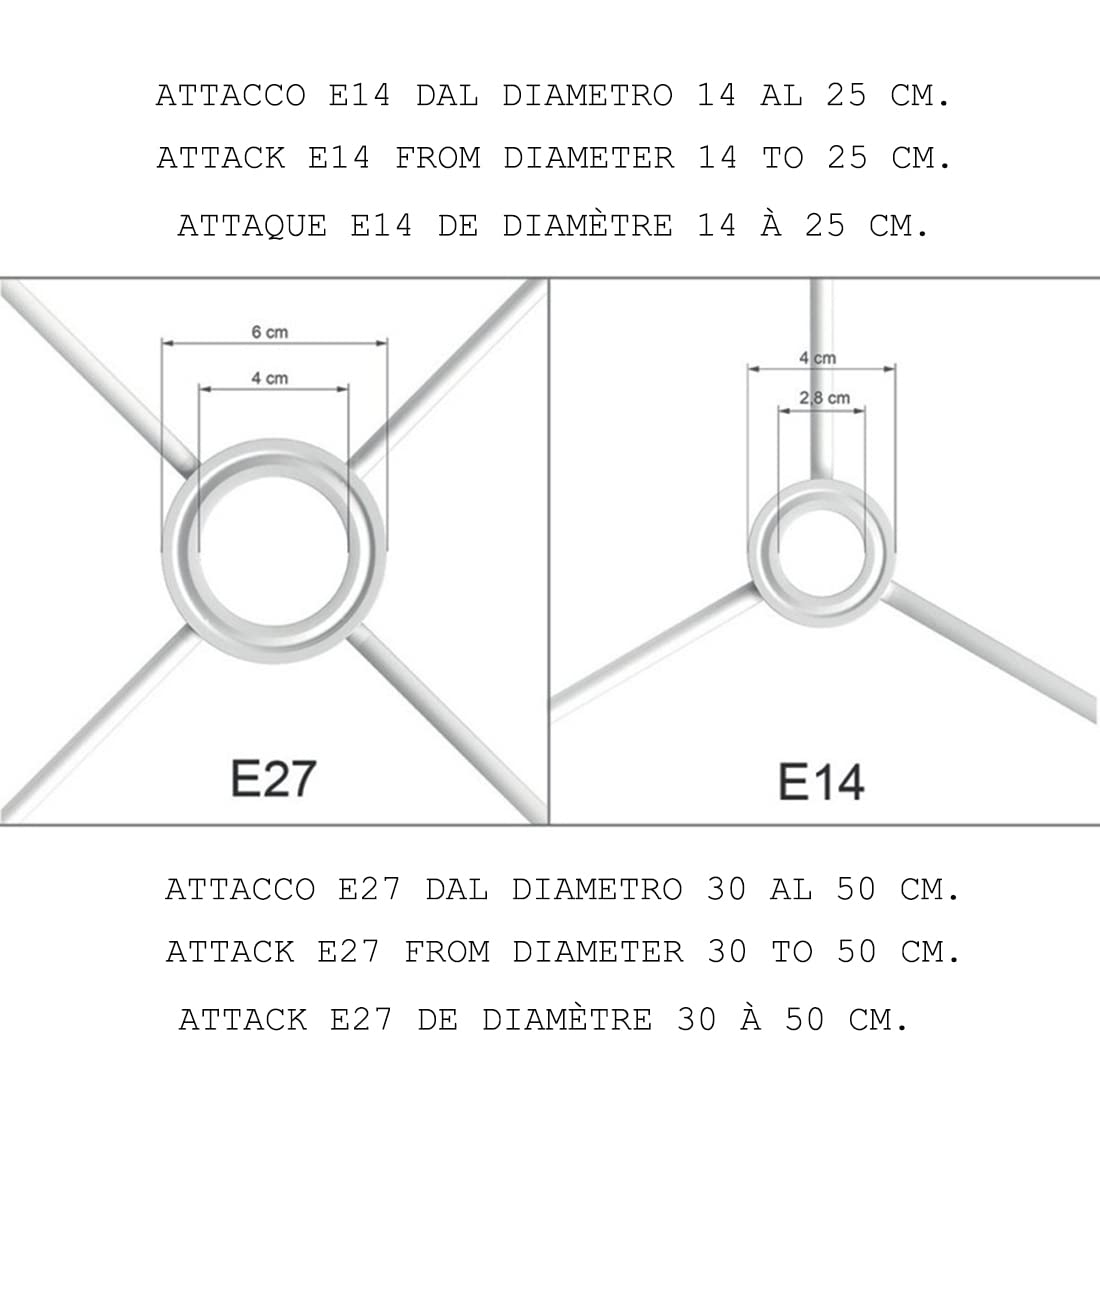 ATTACCO E14 DAL DIAMETRO 14 AL 25 CM.
ATTACK E14 FROM DIAMETER 14 TO 25 CM.
ATTAQUE E14 DE DIAMÈTRE 14 À 25 CM.
6 cm
4 cm
E27
4 cm
2,8 cm
E14
ATTACCO E27 DAL DIAMETRO 30 AL 50 CM.
ATTACK E27 FROM DIAMETER 30 TO 50 CM.
ATTACK E27 DE DIAMÈTRE 30 À 50 CM.